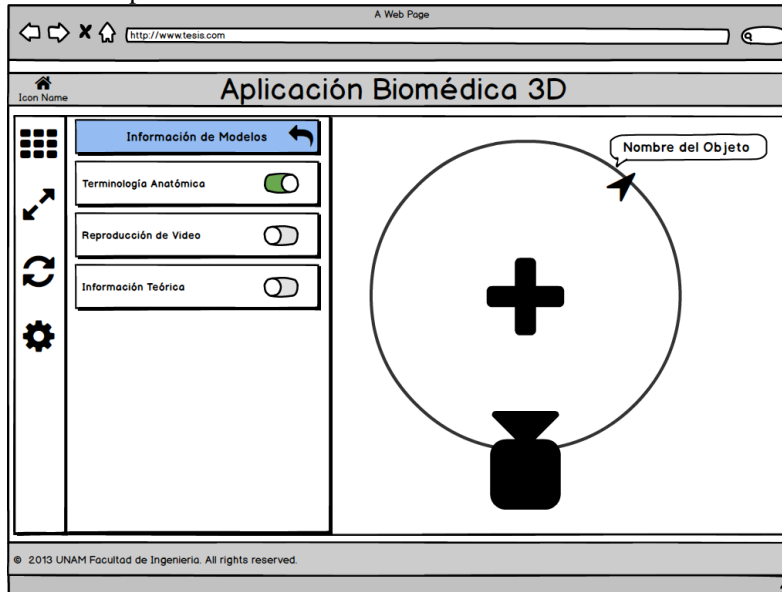 A Web Page
http://www.tesis.com
Icon Name
Aplicación Biomédica 3D
Información de Modelos
Terminología Anatómica
Reproducción de Video
Información Teórica
Nombre del Objeto
© 2013 UNAM Facultad de Ingenieria. All rights reserved.